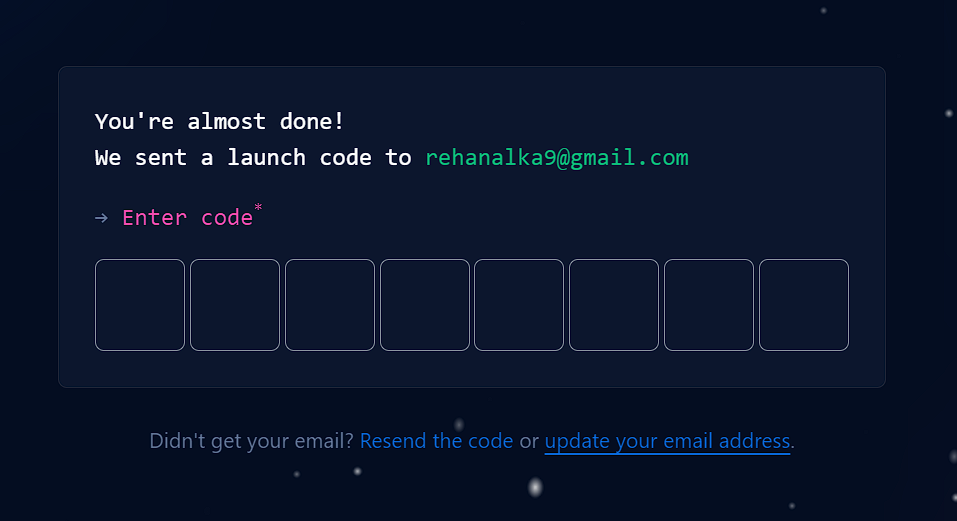 You're almost done!
We sent a launch code to rehanalka9@gmail.com
→ Enter code*
Didn't get your email? Resend the code or update your email address.